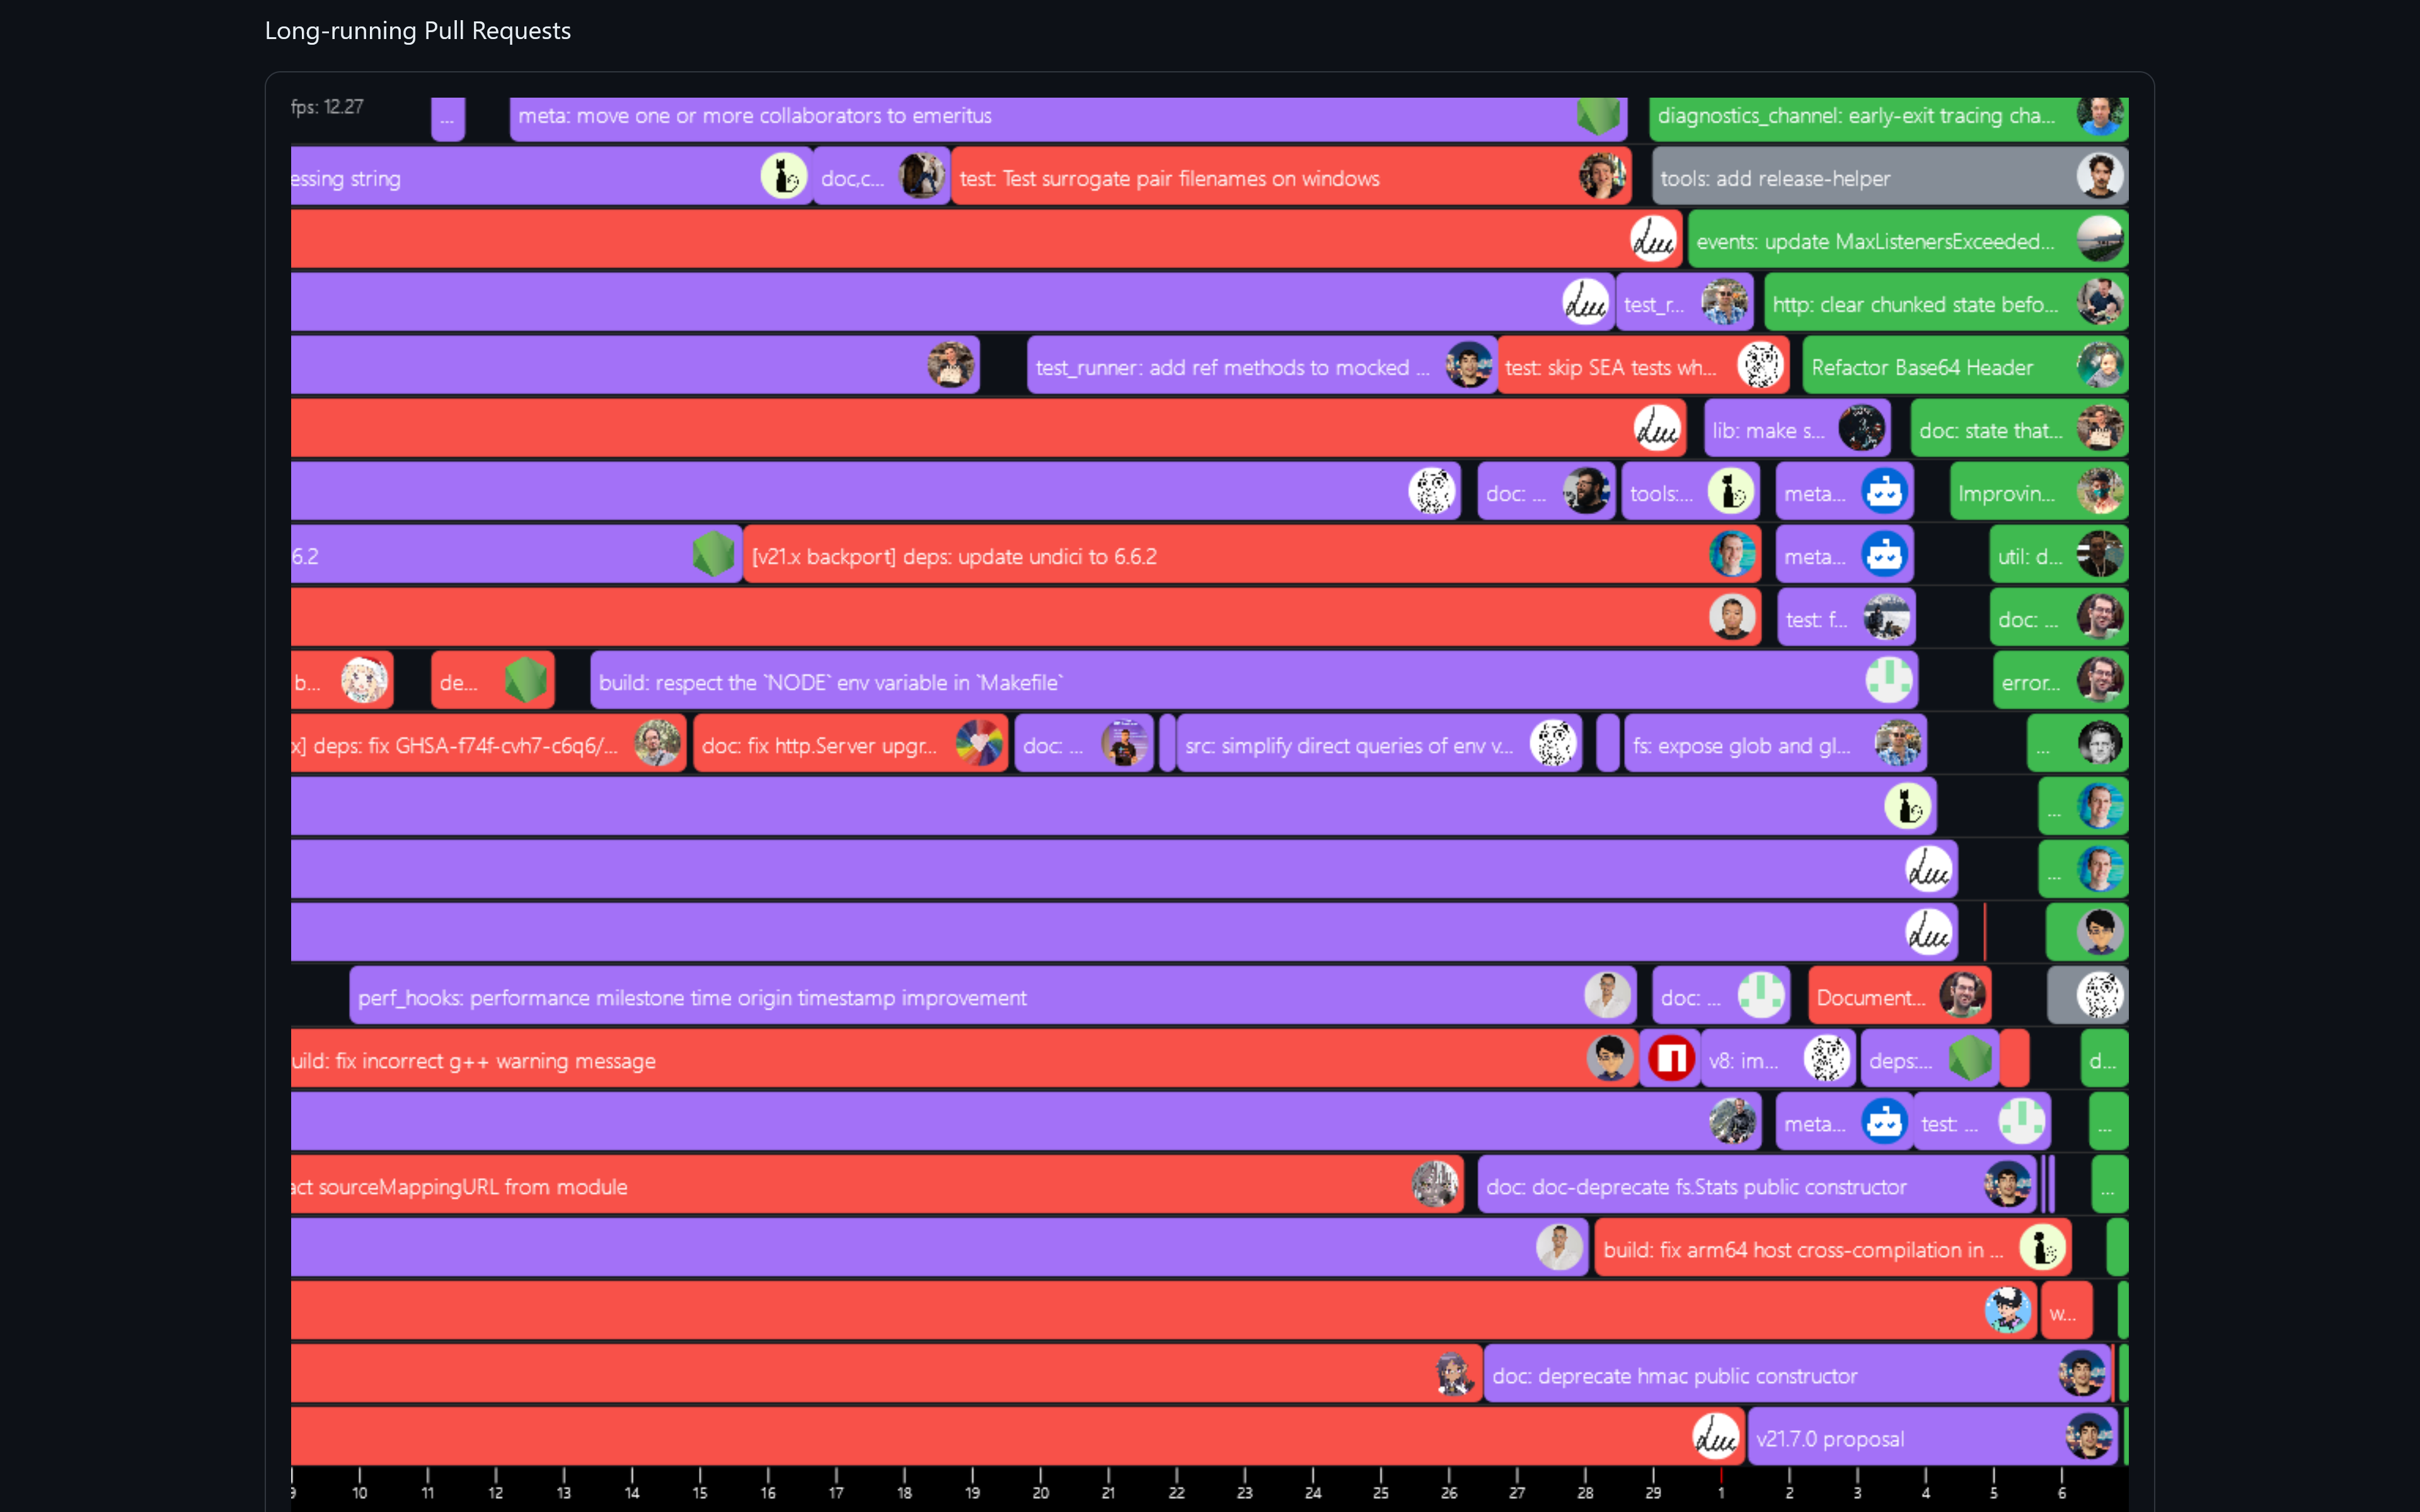 Long-running Pull Requests
fps: 12.27
...
meta: move one or more collaborators to emeritus
diagnostics_channel: early-exit tracing cha...
essing string
doc,c...
test: Test surrogate pair filenames on windows
tools: add release-helper
events: update MaxListenersExceeded...
test_r...
http: clear chunked state befo...
test_runner: add ref methods to mocked ...
test: skip SEA tests wh...
Refactor Base64 Header
lib: make s...
doc: state that...
doc: ...
tools:...
meta...
Improvin...
6.6.2
[v21.x backport] deps: update undici to 6.6.2
meta...
util: d...
test: f...
doc: ...
b...
de...
build: respect the `NODE` env variable in `Makefile`
error...
x] deps: fix GHSA-f74f-cvh7-c6q6/...
doc: fix http.Server upgr...
doc: ...
src: simplify direct queries of env v...
fs: expose glob and gl...
...
...
...
perf_hooks: performance milestone time origin timestamp improvement
doc: ...
Document...
uild: fix incorrect g++ warning message
v8: im...
deps:...
d...
meta...
test: ...
...
act sourceMappingURL from module
doc: doc-deprecate fs.Stats public constructor
...
build: fix arm64 host cross-compilation in ...
w...
doc: deprecate hmac public constructor
v21.7.0 proposal
9 10 11 12 13 14 15 16 17 18 19 20 21 22 23 24 25 26 27 28 29 1 2 3 4 5 6